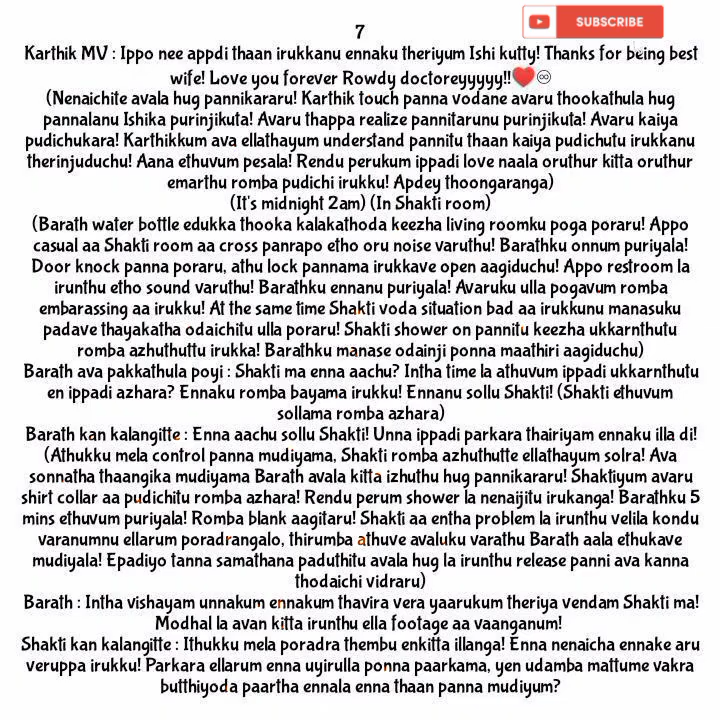 SUBSCRIBE
7
Karthik MV : Ippo nee appdi thaan irukkanu ennaku theriyum Ishi kutty! Thanks for being best
wife! Love you forever Rowdy doctoreyyyyy!!❤️♾
(Nenaichite avala hug pannikararu! Karthik touch panna vodane avaru thookathula hug
pannalanu Ishika purinjikuta! Avaru thappa realize pannitarunu purinjikuta! Avaru kaiya
pudichukara! Karthikkum ava ellathayum understand pannitu thaan kaiya pudichutu irukkanu
therinjuduchu! Aana ethuvum pesala! Rendu perukum ippadi love naala oruthur kitta oruthur
emarthu romba pudichi irukku! Apdey thoongaranga)
(It's midnight 2am) (In Shakti room)
(Barath water bottle edukka thooka kalakathoda keezha living roomku poga poraru! Appo
casual aa Shakti room aa cross panrapo etho oru noise varuthu! Barathku onnum puriyala!
Door knock panna poraru, athu lock pannama irukkave open aagiduchu! Appo restroom la
irunthu etho sound varuthu! Barathku ennanu puriyala! Avaruku ulla pogavum romba
embarassing aa irukku! At the same time Shakti voda situation bad aa irukkunu manasuku
padave thayakatha odaichitu ulla poraru! Shakti shower on pannitu keezha ukkarnthutu
romba azhuthuttu irukka! Barathku manase odainji ponna maathiri aagiduchu)
Barath ava pakkathula poyi : Shakti ma enna aachu? Intha time la athuvum ippadi ukkarnthutu
en ippadi azhara? Ennaku romba bayama irukku! Ennanu sollu Shakti! (Shakti ethuvum
sollama romba azhara)
Barath kan kalangitte : Enna aachu sollu Shakti! Unna ippadi parkara thairiyam ennaku illa di!
(Athukku mela control panna mudiyama, Shakti romba azhuthutte ellathayum solra! Ava
sonnatha thaangika mudiyama Barath avala kitta izhuthu hug pannikararu! Shaktiyum avaru
shirt collar aa pudichitu romba azhara! Rendu perum shower la nenaijitu irukanga! Barathku 5
mins ethuvum puriyala! Romba blank aagitaru! Shakti aa entha problem la irunthu velila kondu
varanumnu ellarum poradrangalo, thirumba athuve avaluku varathu Barath aala ethukave
mudiyala! Epadiyo tanna samathana paduthitu avala hug la irunthu release panni ava kanna
thodaichi vidraru)
Barath : Intha vishayam unnakum ennakum thavira vera yaarukum theriya vendam Shakti ma!
Modhal la avan kitta irunthu ella footage aa vaanganum!
Shakti kan kalangitte : Ithukku mela poradra thembu enkitta illanga! Enna nenaicha ennake aru
veruppa irukku! Parkara ellarum enna uyirulla ponna paarkama, yen udamba mattume vakra
butthiyoda paartha ennala enna thaan panna mudiyum?